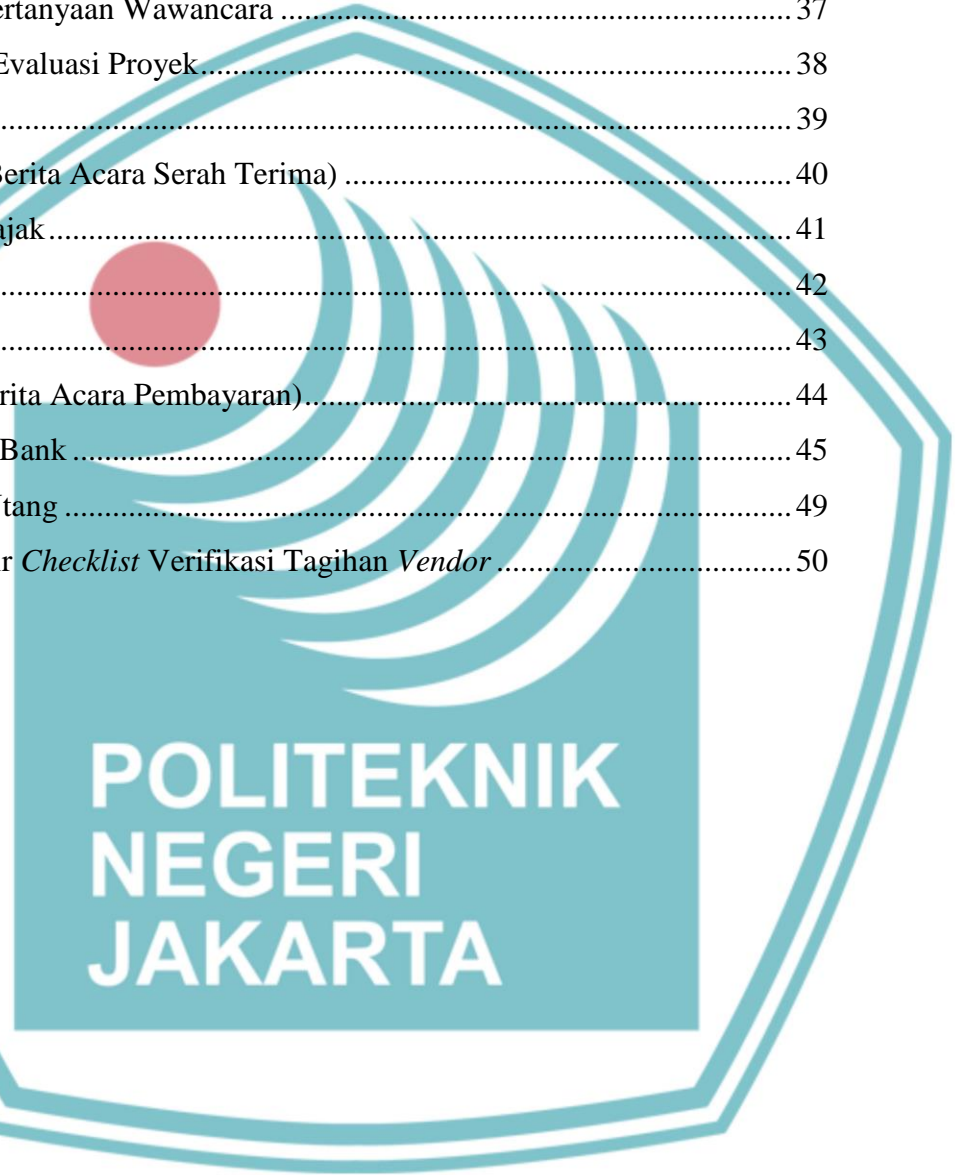 ertanyaan Wawancara ........................................................................ 37
Evaluasi Proyek.................................................................................. 38
........................................................................................................... 39
Berita Acara Serah Terima) ............................................................... 40
ajak..................................................................................................... 41
........................................................................................................... 42
........................................................................................................... 43
rita Acara Pembayaran)...................................................................... 44
Bank ................................................................................................... 45
Utang .................................................................................................. 49
r Checklist Verifikasi Tagihan Vendor ............................................... 50
POLITEKNIK
NEGERI
JAKARTA